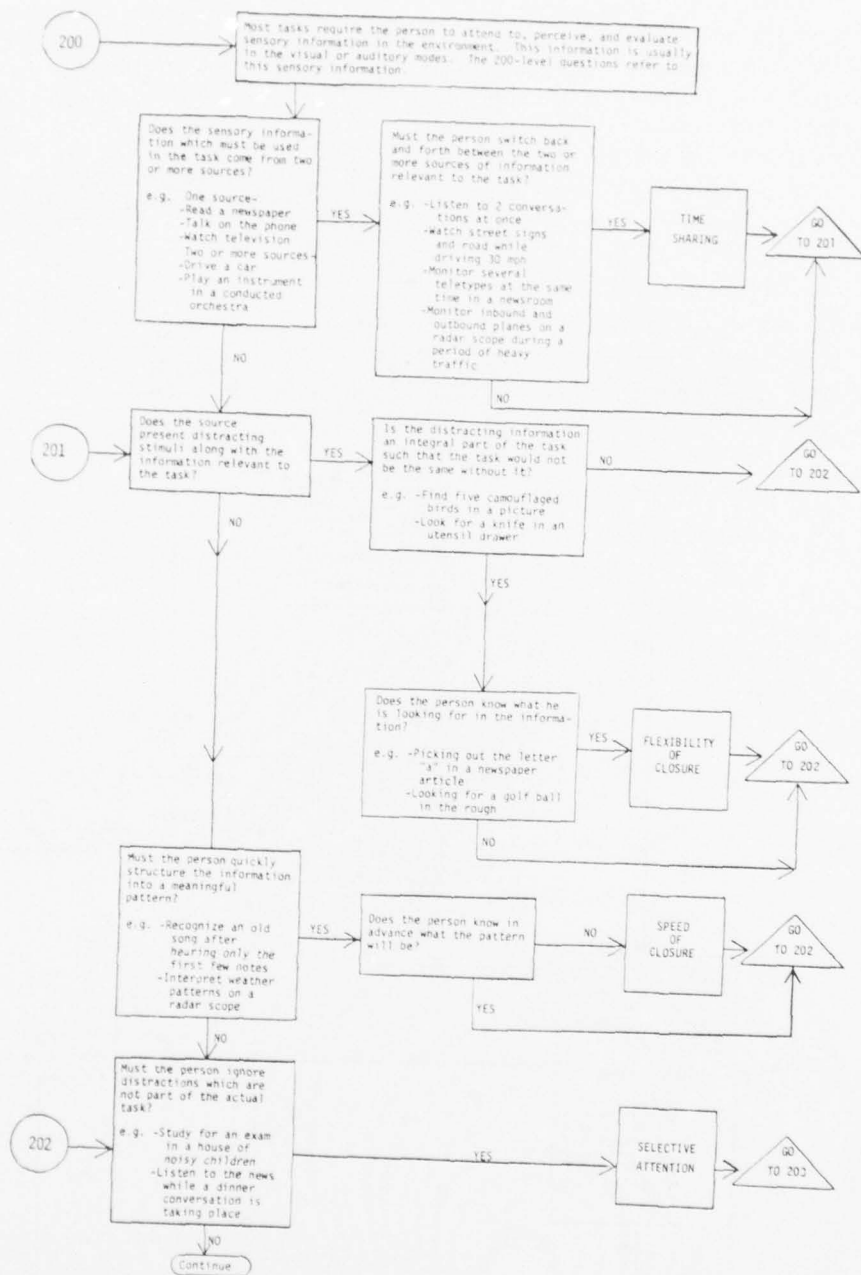 200
Most tasks require the person to attend to, perceive, and evaluate
sensory information in the environment. This information is usually
in the visual or auditory modes. The 200-level questions refer to
this sensory information.
Does the sensory informa-
tion which must be used
in the task come from two
or more sources?
e.g. One source-
-Read a newspaper
-Talk on the phone
-Watch television
Two or more sources-
-Drive a car
-Play an instrument
in a conducted
orchestra
YES
Must the person switch back
and forth between the two or
more sources of information
relevant to the task?
e.g. -Listen to 2 conversa-
tions at once
-Watch street signs
and road while
driving 30 mph
-Monitor several
teletypes at the same
time in a newsroom
-Monitor inbound and
outbound planes on a
radar scope during a
period of heavy
traffic
YES
TIME
SHARING
GO
TO 201
NO
NO
201
Does the source
present distracting
stimuli along with the
information relevant to
the task?
YES
Is the distracting information
an integral part of the task
such that the task would not
be the same without it?
e.g. -Find five camouflaged
birds in a picture
-Look for a knife in an
utensil drawer
NO
GO
TO 202
NO
YES
Does the person know what he
is looking for in the informa-
tion?
e.g. -Picking out the letter
"a" in a newspaper
article
-Looking for a golf ball
in the rough
YES
FLEXIBILITY
OF
CLOSURE
GO
TO 202
NO
Must the person quickly
structure the information
into a meaningful
pattern?
e.g. -Recognize an old
song after
hearing only the
first few notes
-Interpret weather
patterns on a
radar scope
YES
Does the person know in
advance what the pattern
will be?
NO
SPEED
OF
CLOSURE
GO
TO 202
YES
NO
202
Must the person ignore
distractions which are
not part of the actual
task?
e.g. -Study for an exam
in a house of
noisy children
-Listen to the news
while a dinner
conversation is
taking place
YES
SELECTIVE
ATTENTION
GO
TO 203
NO
Continue